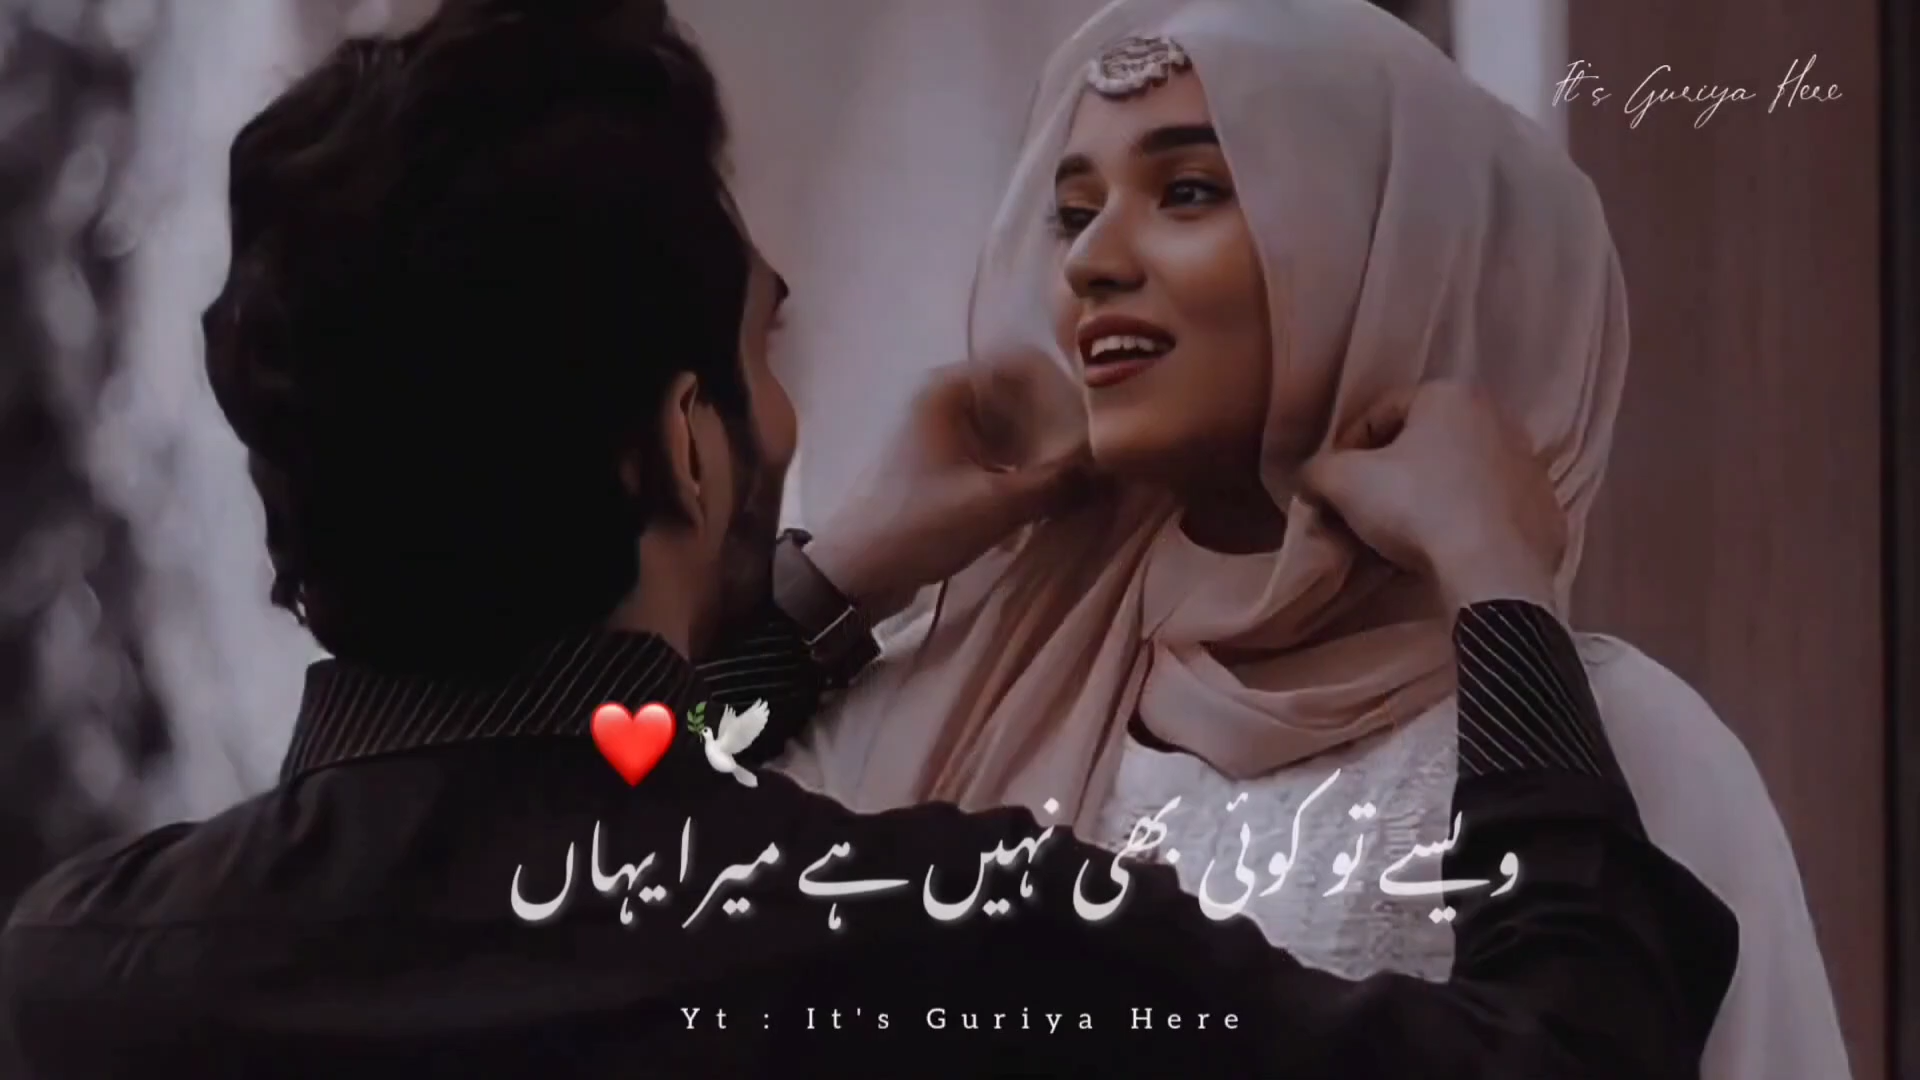 It's Guriya Here
❤️🕊️
ویسے تو کوئی بھی نہیں ہے میرا یہاں
Yt : It's Guriya Here